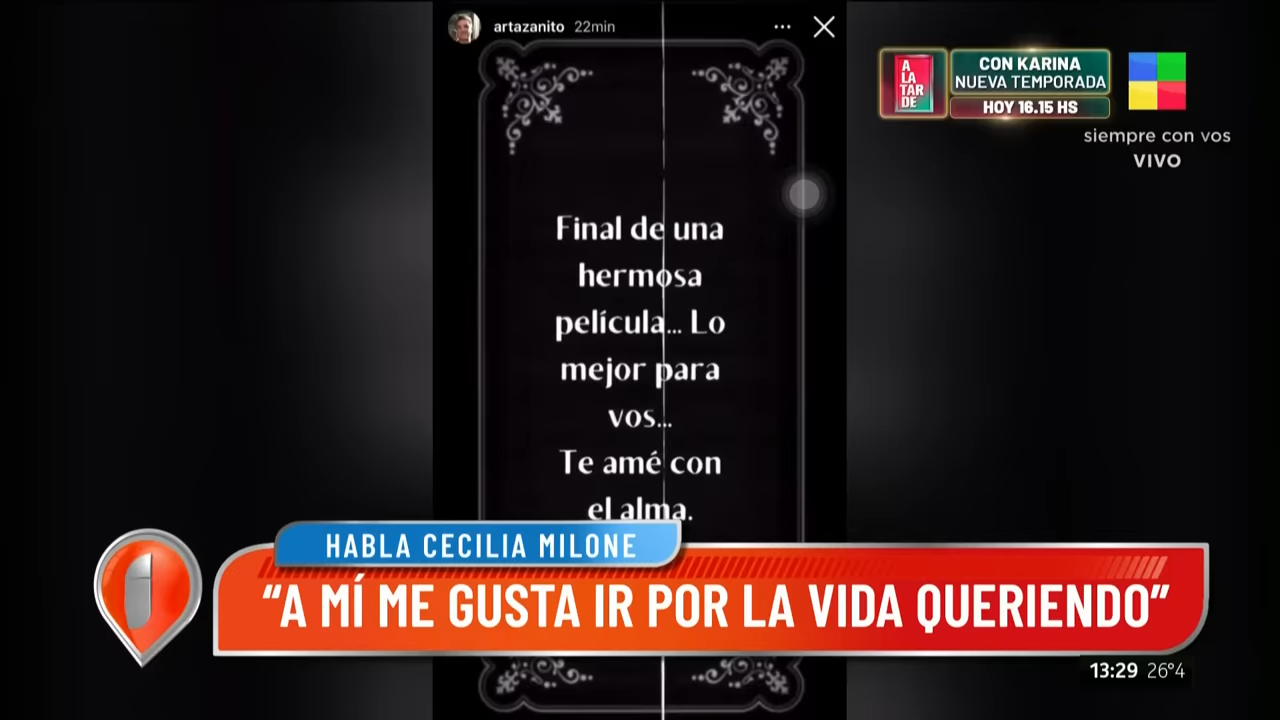 artazanito 22min
A
LA
TAR
DE
CON KARINA
NUEVA TEMPORADA
HOY 16.15 HS
siempre con vos
VIVO
Final de una
hermosa
película... Lo
mejor para
vos...
Te amé con
el alma.
HABLA CECILIA MILONE
1
“A MÍ ME GUSTA IR POR LA VIDA QUERIENDO”
13:29 26°4